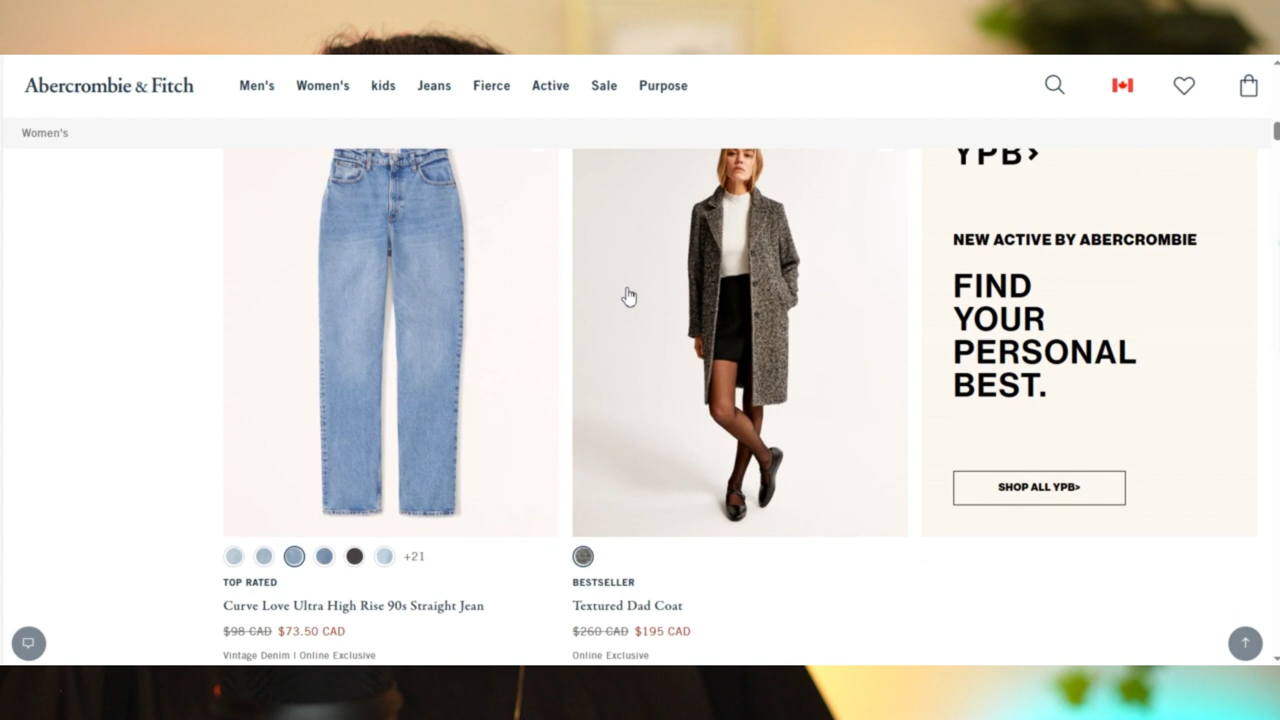 Abercrombie & Fitch
Men's Women's kids Jeans Fierce Active Sale Purpose
Women's
YPB>
NEW ACTIVE BY ABERCROMBIE
FIND
YOUR
PERSONAL
BEST.
SHOP ALL YPB>
+21
TOP RATED
Curve Love Ultra High Rise 90s Straight Jean
$98 CAD $73.50 CAD
Vintage Denim | Online Exclusive
BESTSELLER
Textured Dad Coat
$260 CAD $195 CAD
Online Exclusive